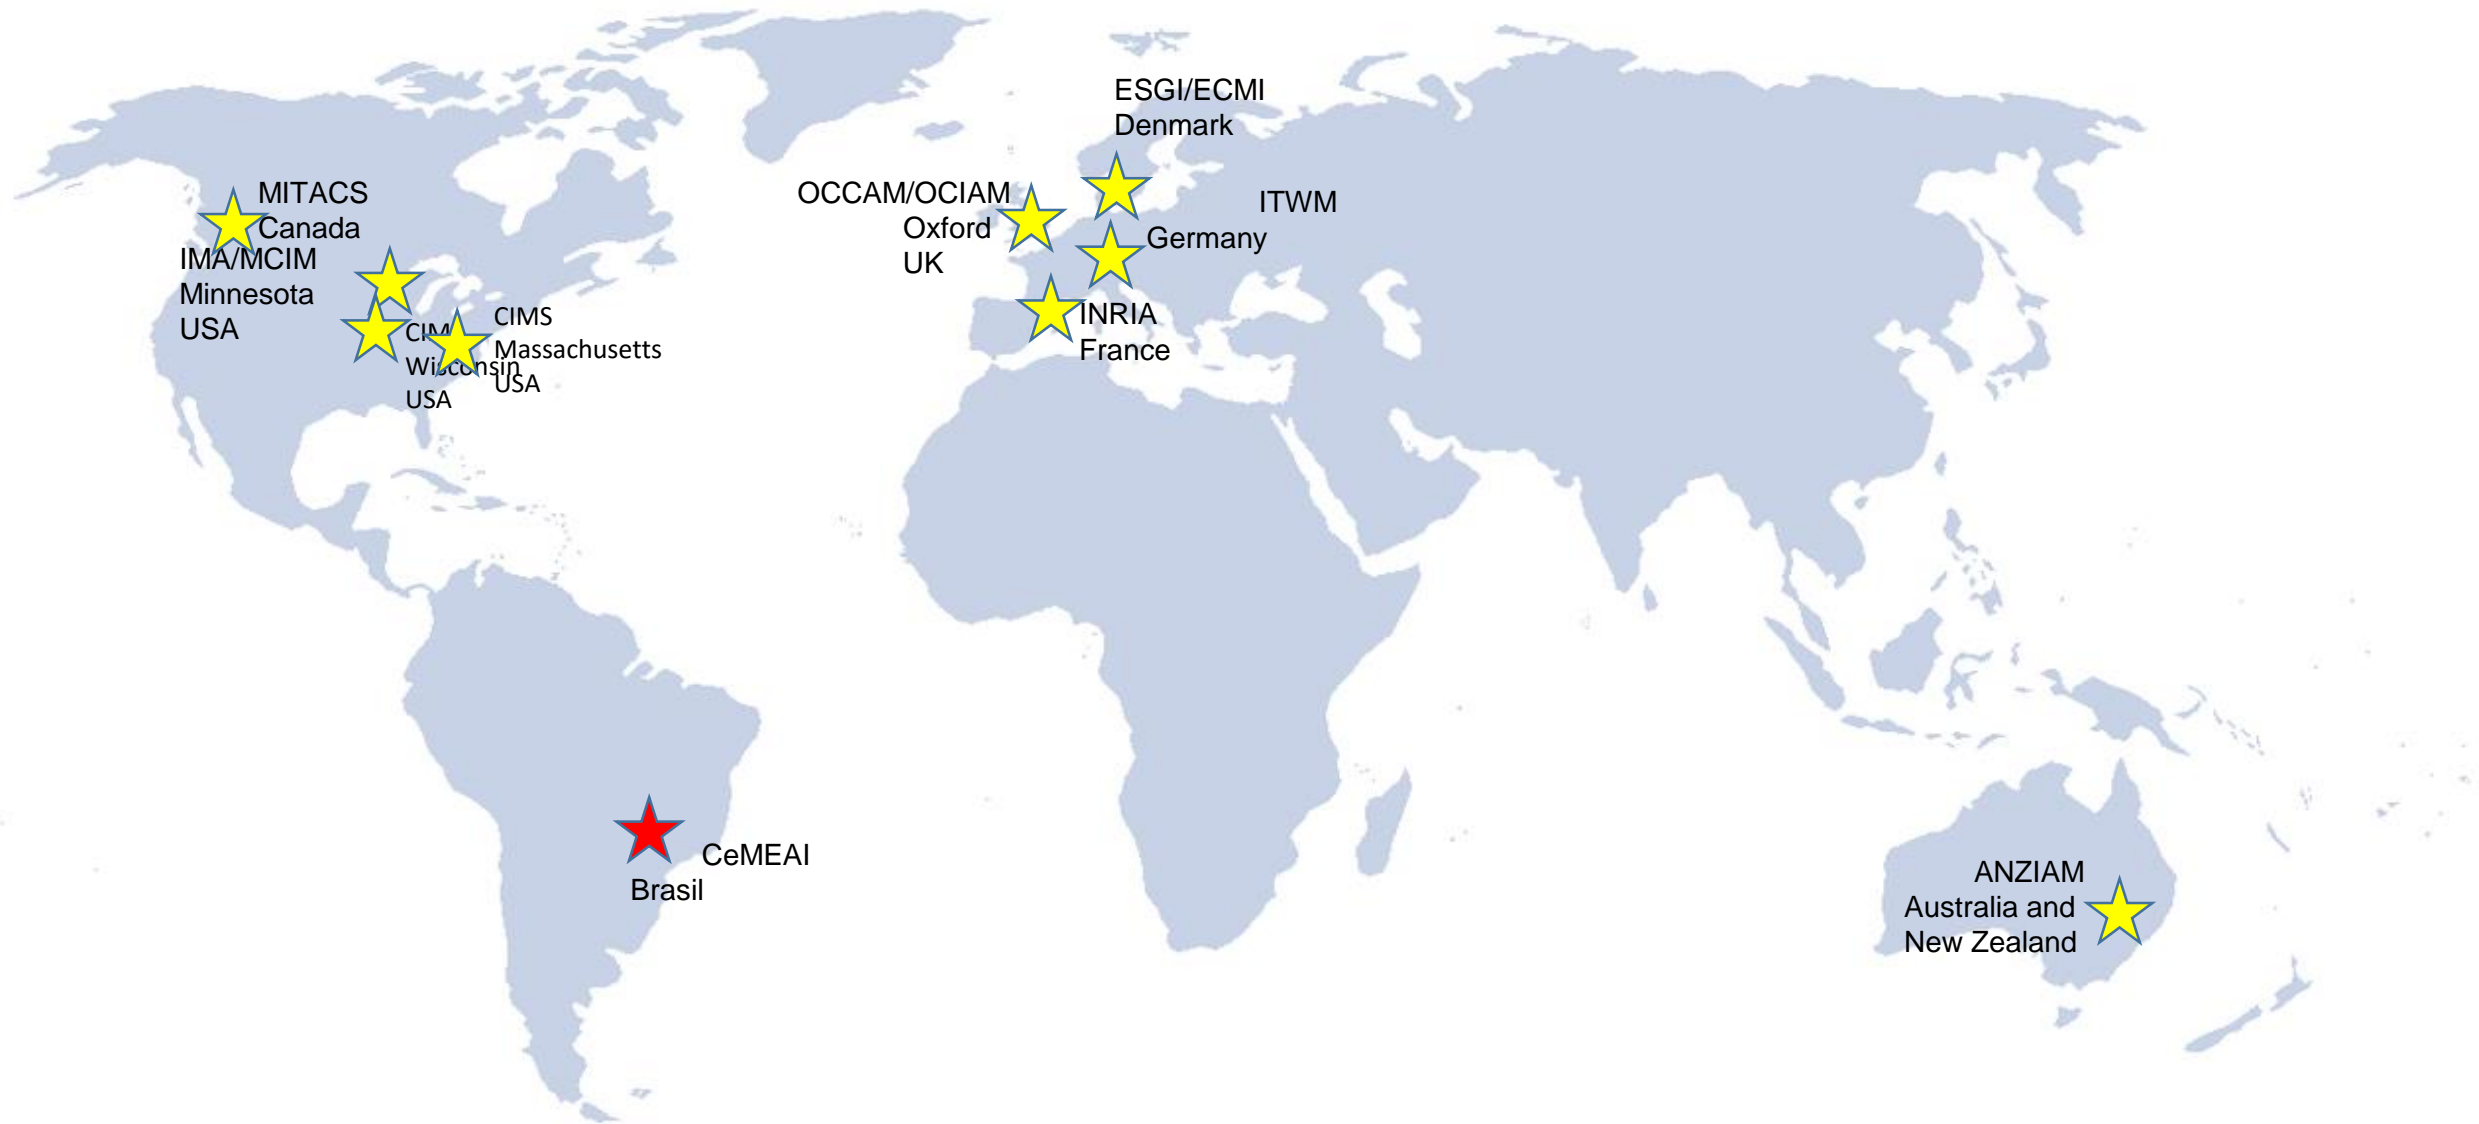 ESGI/ECMI
Denmark
MITACS
Canada
OCCAM/OCIAM
Oxford
UK
ITWM
Germany
IMA/MCIM
Minnesota
USA
CIMS
Massachusetts
USA
Wisconsin
USA
INRIA
France
CeMEAI
Brasil
ANZIAM
Australia and
New Zealand